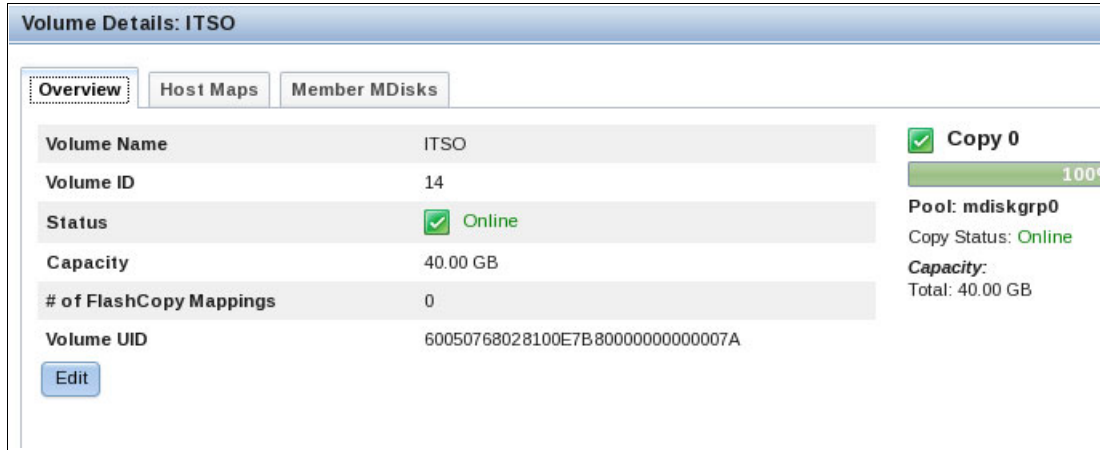 Volume Details: ITSO
Overview
Host Maps
Member MDisks
Volume Name ITSO
Volume ID 14
Status Online
Capacity 40.00 GB
# of FlashCopy Mappings 0
Volume UID 60050768028100E7B80000000000007A
Edit
Copy 0
100%
Pool: mdiskgrp0
Copy Status: Online
Capacity:
Total: 40.00 GB